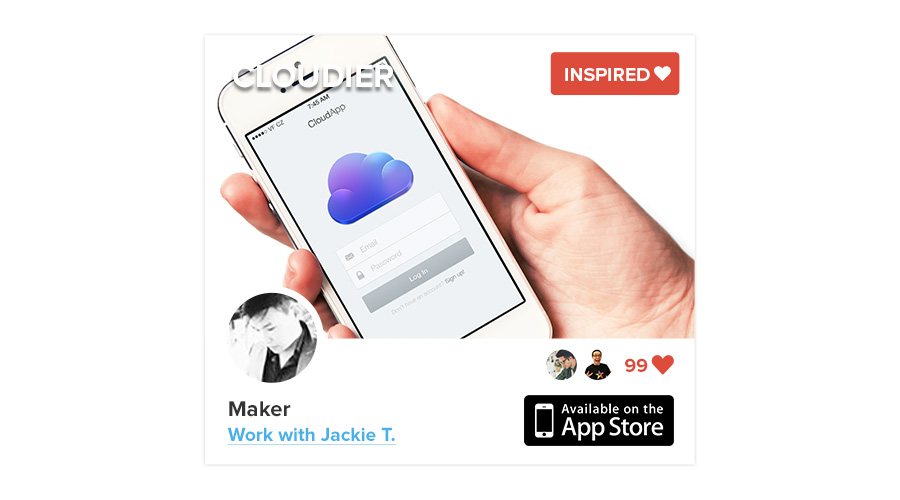 CLOUDIER
INSPIRED
VF CZ
7:45 AM
CloudApp
Email
Password
Log In
Don't have an account? Sign up!
99
Maker
Work with Jackie T.
Available on the
App Store